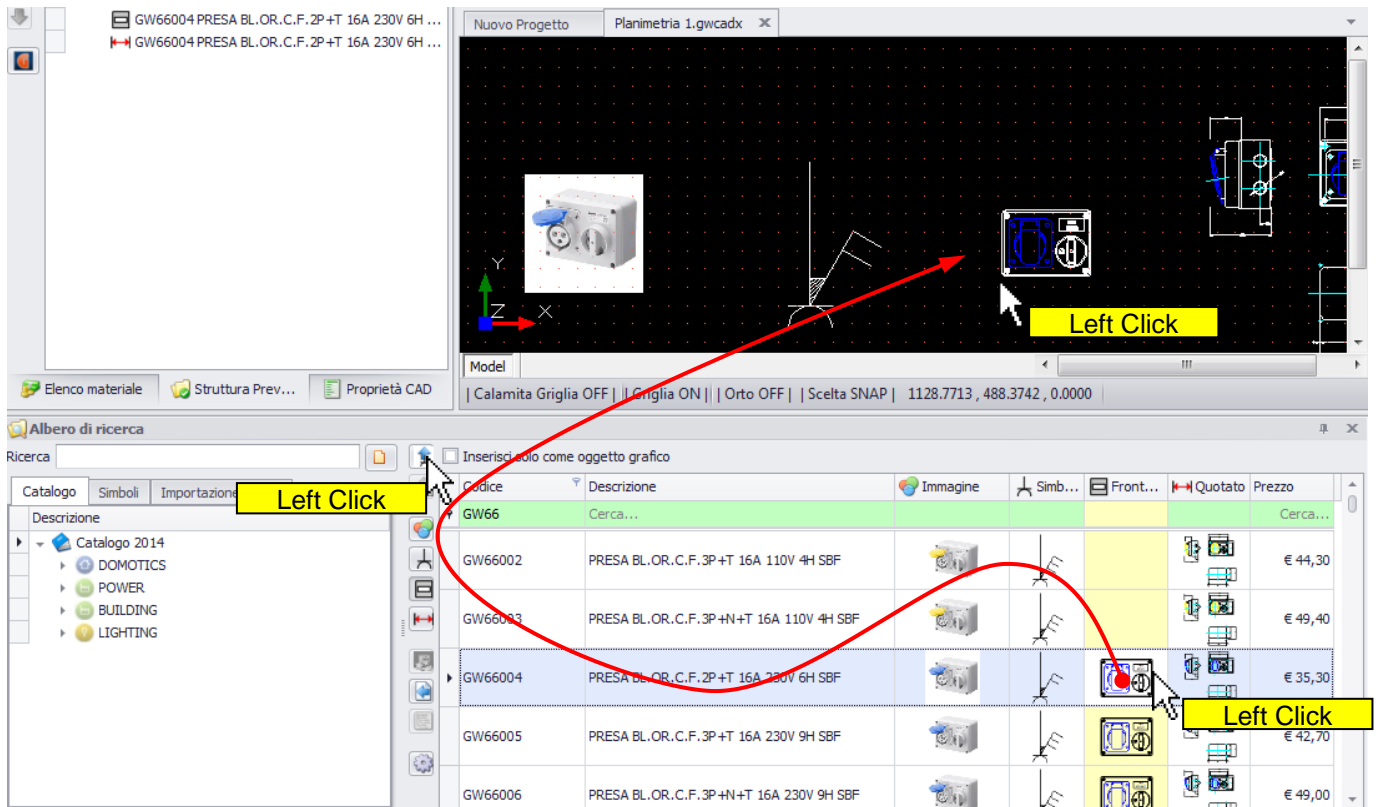 GW66004 PRESA BL.OR.C.F.2P+T 16A 230V 6H ...
GW66004 PRESA BL.OR.C.F.2P+T 16A 230V 6H ...
Nuovo Progetto
Planimetria 1.gwcadx
Y
Z
X
Left Click
Model
Elenco materiale
Struttura Prev...
Proprietà CAD
| Calamita Griglia OFF | | Griglia ON | | Orto OFF | | Scelta SNAP | 1128.7713 , 488.3742 , 0.0000
Albero di ricerca
Ricerca
Inserisci solo come oggetto grafico
Catalogo
Simboli
Importazione
Left Click
Codice
Descrizione
Immagine
Simb...
Front...
Quotato
Prezzo
Descrizione
GW66
Cerca...
Cerca...
Catalogo 2014
DOMOTICS
POWER
BUILDING
LIGHTING
GW66002 PRESA BL.OR.C.F.3P+T 16A 110V 4H SBF € 44,30
GW66003 PRESA BL.OR.C.F.3P+N+T 16A 110V 4H SBF € 49,40
GW66004 PRESA BL.OR.C.F.2P+T 16A 230V 6H SBF € 35,30
Left Click
GW66005 PRESA BL.OR.C.F.3P+T 16A 230V 9H SBF € 42,70
GW66006 PRESA BL.OR.C.F.3P+N+T 16A 230V 9H SBF € 49,00